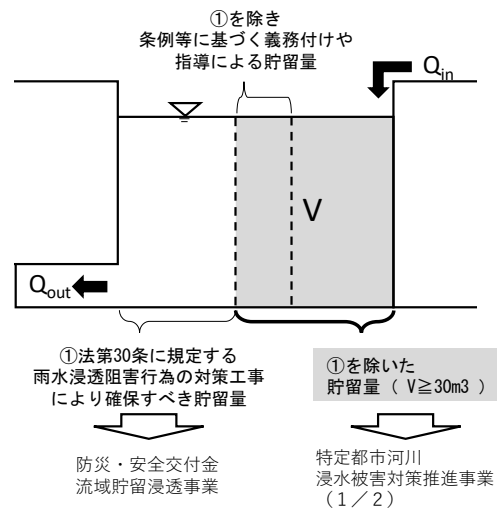 ①を除き
条例等に基づく義務付けや
指導による貯留量
Qin
V
Qout
①法第30条に規定する
雨水浸透阻害行為の対策工事
により確保すべき貯留量
①を除いた
貯留量（ V≧30m3 ）
防災・安全交付金
流域貯留浸透事業
特定都市河川
浸水被害対策推進事業
（１／２）